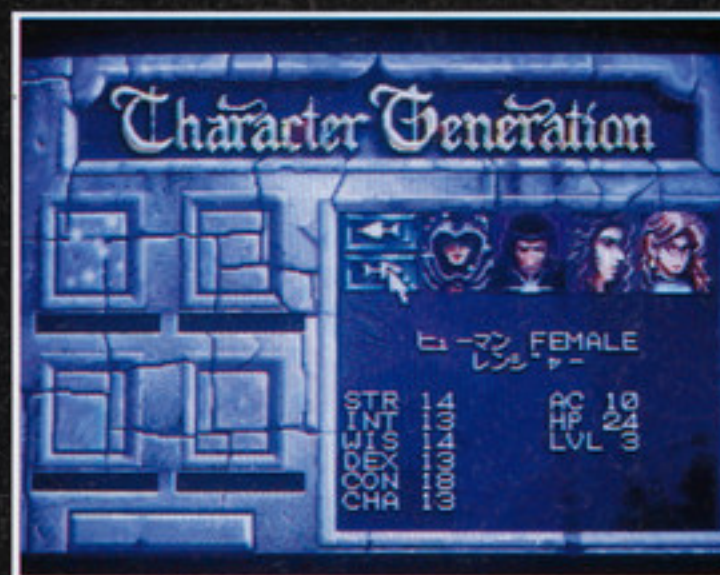 Character Generation
ヒューマン FEMALE
レンジャー
STR 14 AC 10
INT 13 HP 24
WIS 14 LVL 3
DEX 13
CON 18
CHA 13